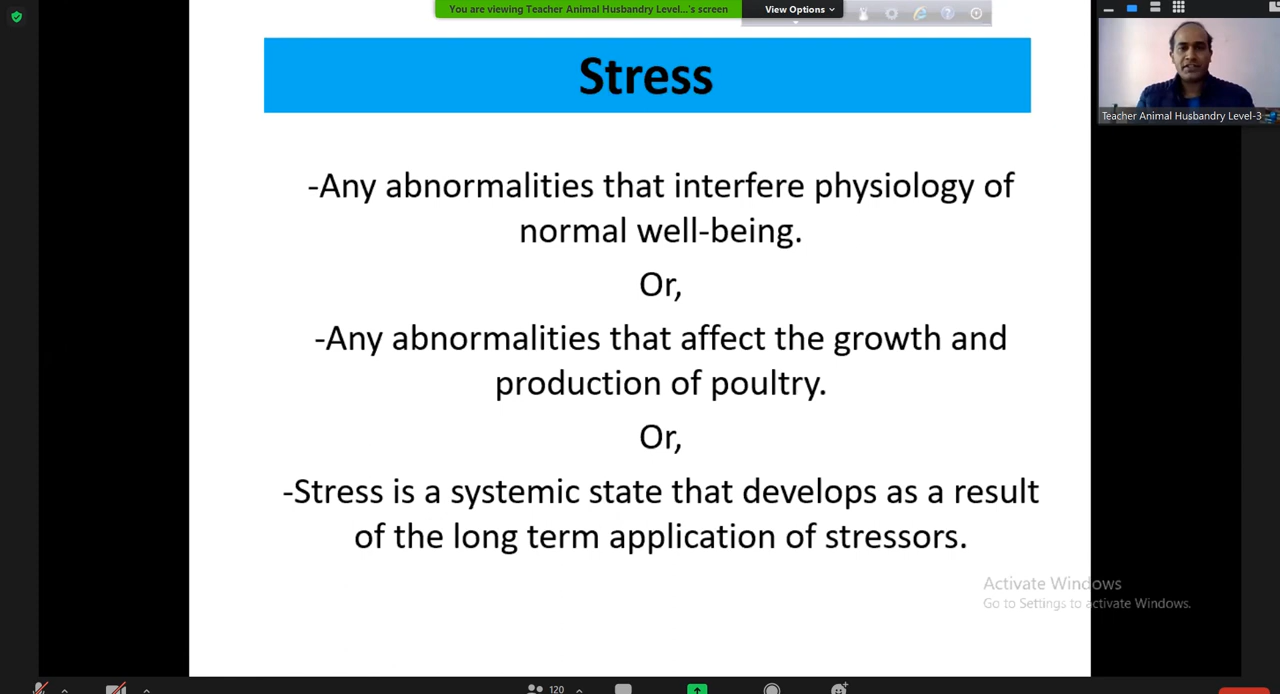 You are viewing Teacher Animal Husbandry Level...'s screen
View Options
Stress
Teacher Animal Husbandry Level-3
-Any abnormalities that interfere physiology of
normal well-being.
Or,
-Any abnormalities that affect the growth and
production of poultry.
Or,
-Stress is a systemic state that develops as a result
of the long term application of stressors.
Activate Windows
Go to Settings to activate Windows.
120